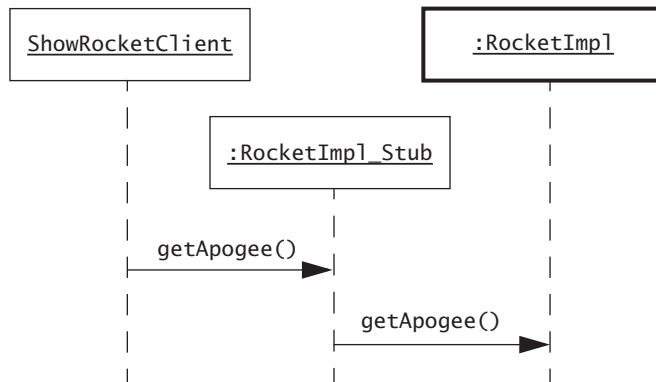 ShowRocketClient
:RocketImpl
:RocketImpl_Stub
getApogee()
getApogee()